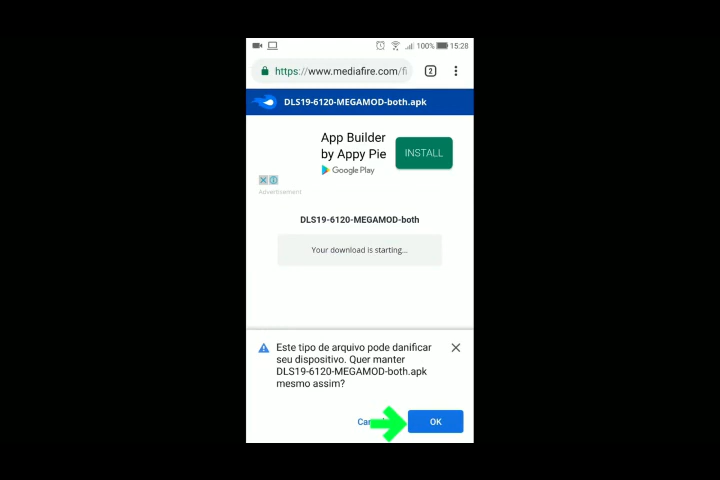 100% 15:28
https://www.mediafire.com/fi
2
DLS19-6120-MEGAMOD-both.apk
App Builder
by Appy Pie
INSTALL
Google Play
Advertisement
DLS19-6120-MEGAMOD-both
Your download is starting...
Este tipo de arquivo pode danificar
seu dispositivo. Quer manter
DLS19-6120-MEGAMOD-both.apk
mesmo assim?
OK